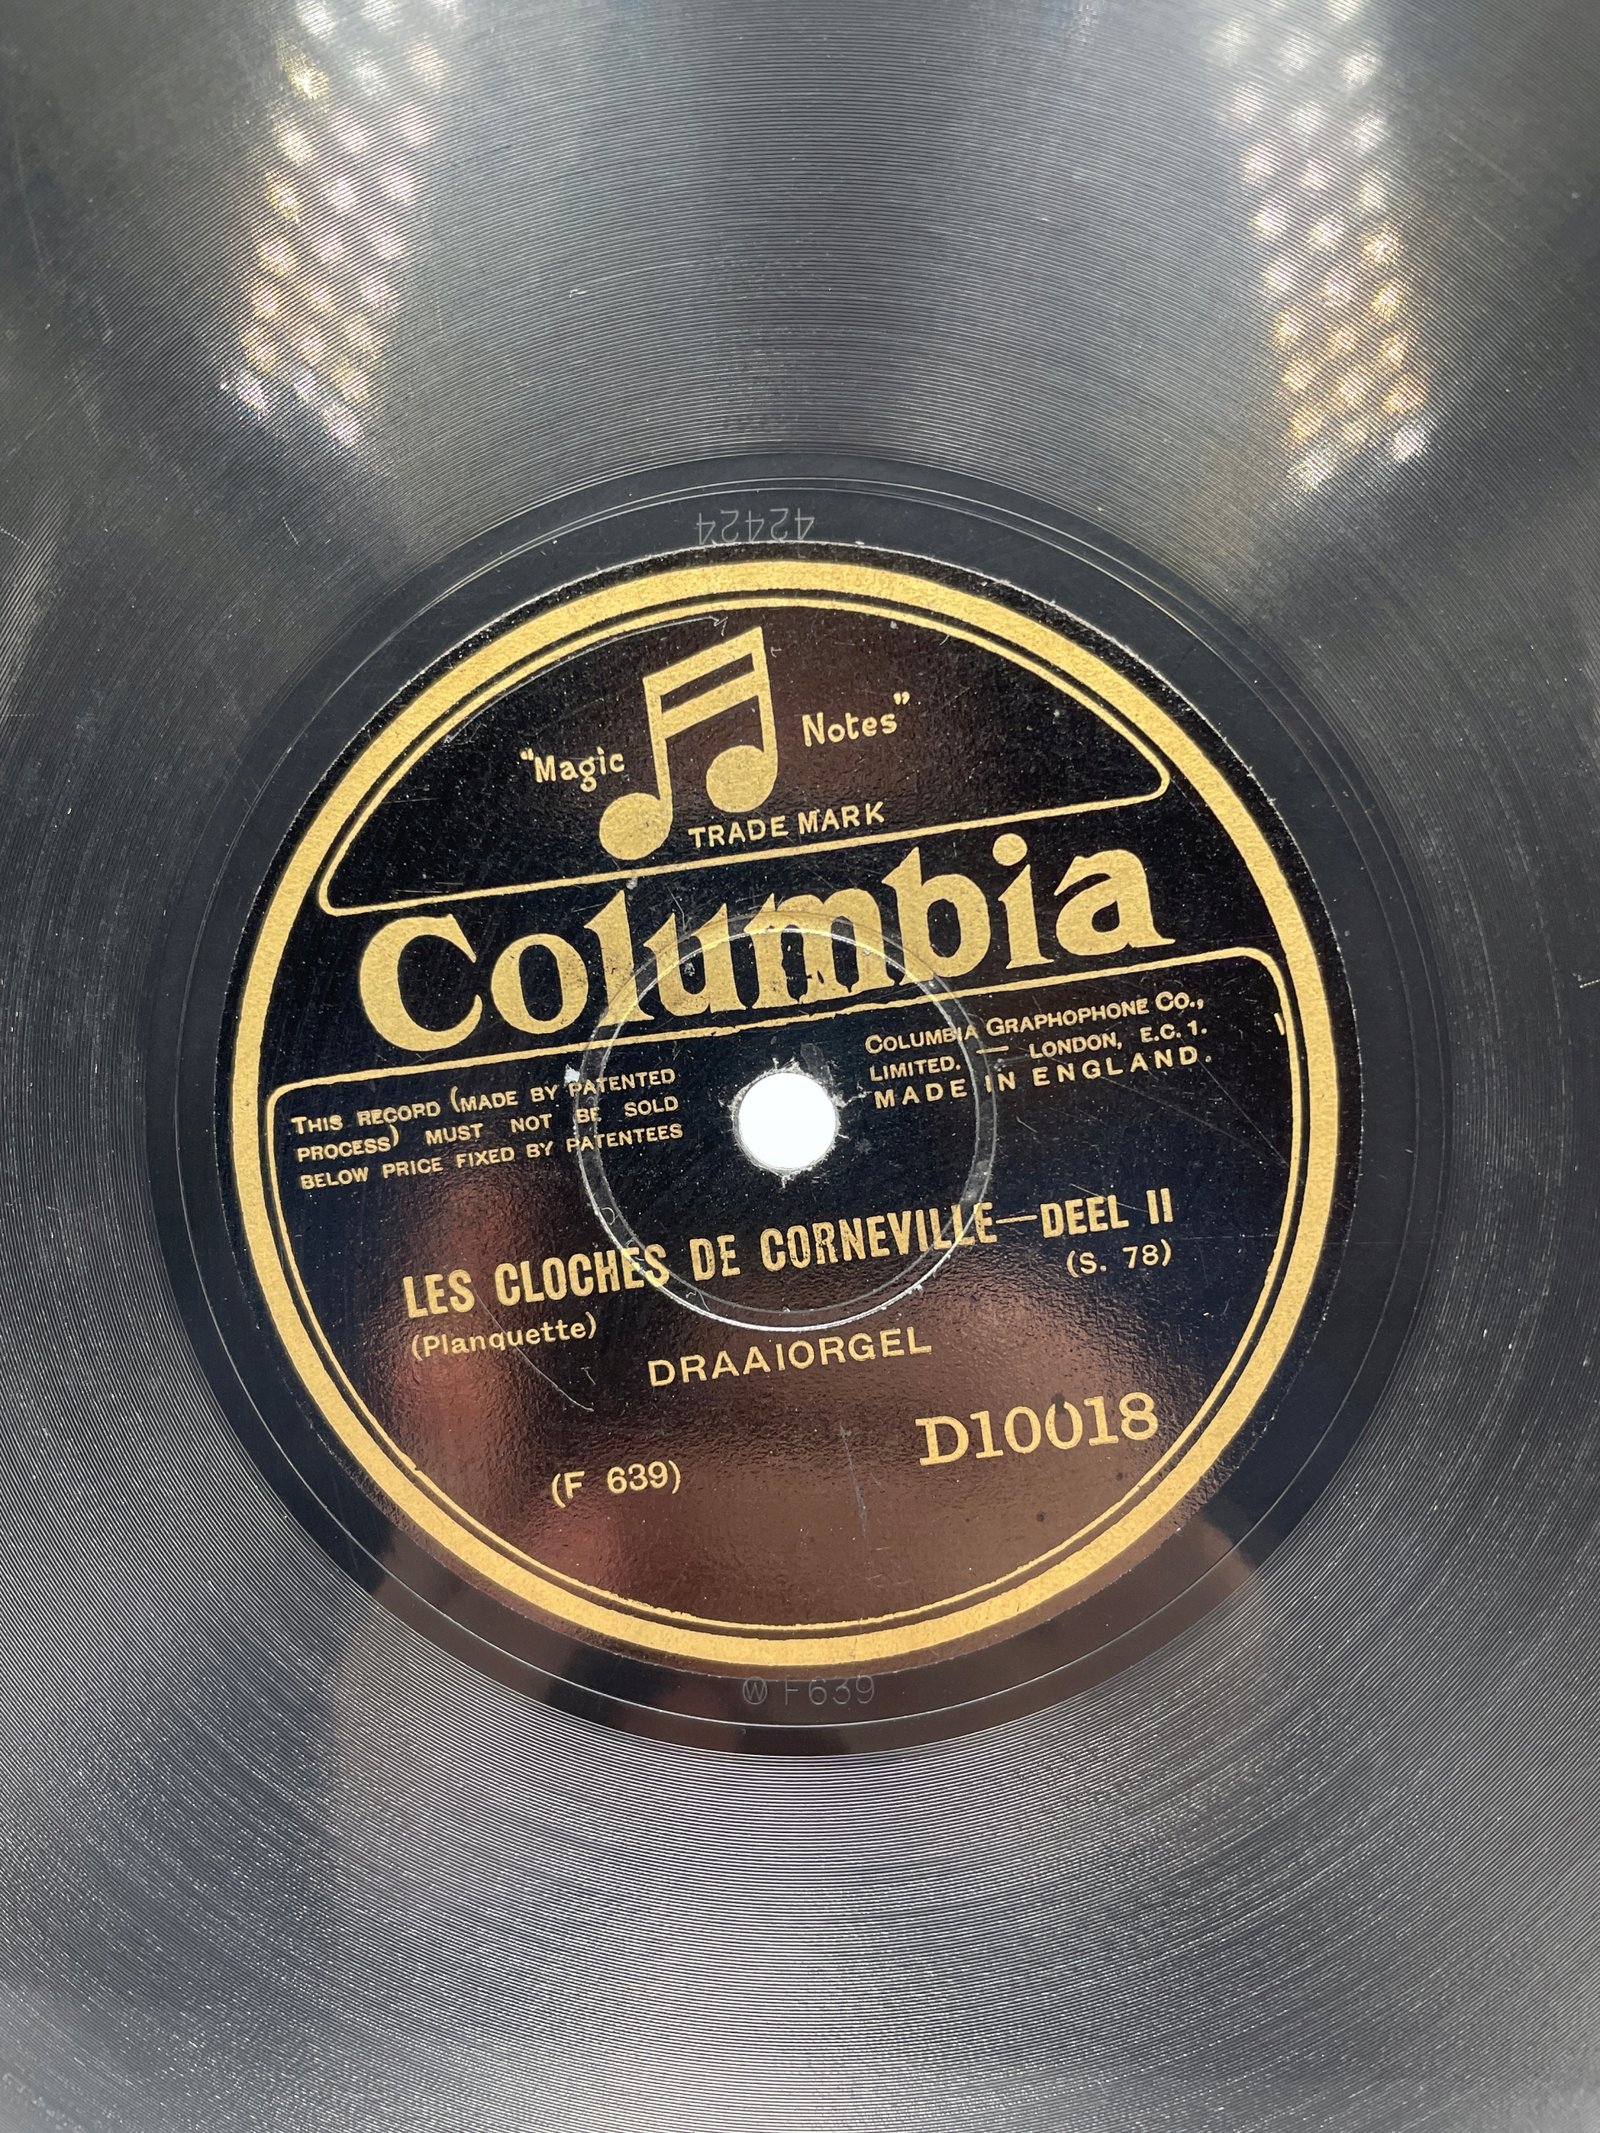 42424
"Magic Notes"
TRADE MARK
Columbia
COLUMBIA GRAPHOPHONE CO.,
LIMITED. — LONDON, E.C.1.
MADE IN ENGLAND.
THIS RECORD (MADE BY PATENTED
PROCESS) MUST NOT BE SOLD
BELOW PRICE FIXED BY PATENTEES
LES CLOCHES DE CORNEVILLE—DEEL II
(Planquette)
(S. 78)
DRAAIORGEL
D10018
(F 639)
Ⓦ F639